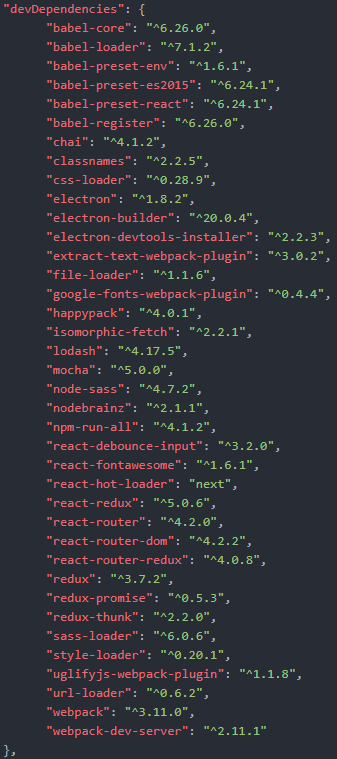 "devDependencies": {
"babel-core": "^6.26.0",
"babel-loader": "^7.1.2",
"babel-preset-env": "^1.6.1",
"babel-preset-es2015": "^6.24.1",
"babel-preset-react": "^6.24.1",
"babel-register": "^6.26.0",
"chai": "^4.1.2",
"classnames": "^2.2.5",
"css-loader": "^0.28.9",
"electron": "^1.8.2",
"electron-builder": "^20.0.4",
"electron-devtools-installer": "^2.2.3",
"extract-text-webpack-plugin": "^3.0.2",
"file-loader": "^1.1.6",
"google-fonts-webpack-plugin": "^0.4.4",
"happypack": "^4.0.1",
"isomorphic-fetch": "^2.2.1",
"lodash": "^4.17.5",
"mocha": "^5.0.0",
"node-sass": "^4.7.2",
"nodebrainz": "^2.1.1",
"npm-run-all": "^4.1.2",
"react-debounce-input": "^3.2.0",
"react-fontawesome": "^1.6.1",
"react-hot-loader": "next",
"react-redux": "^5.0.6",
"react-router": "^4.2.0",
"react-router-dom": "^4.2.2",
"react-router-redux": "^4.0.8",
"redux": "^3.7.2",
"redux-promise": "^0.5.3",
"redux-thunk": "^2.2.0",
"sass-loader": "^6.0.6",
"style-loader": "^0.20.1",
"uglifyjs-webpack-plugin": "^1.1.8",
"url-loader": "^0.6.2",
"webpack": "^3.11.0",
"webpack-dev-server": "^2.11.1"
},